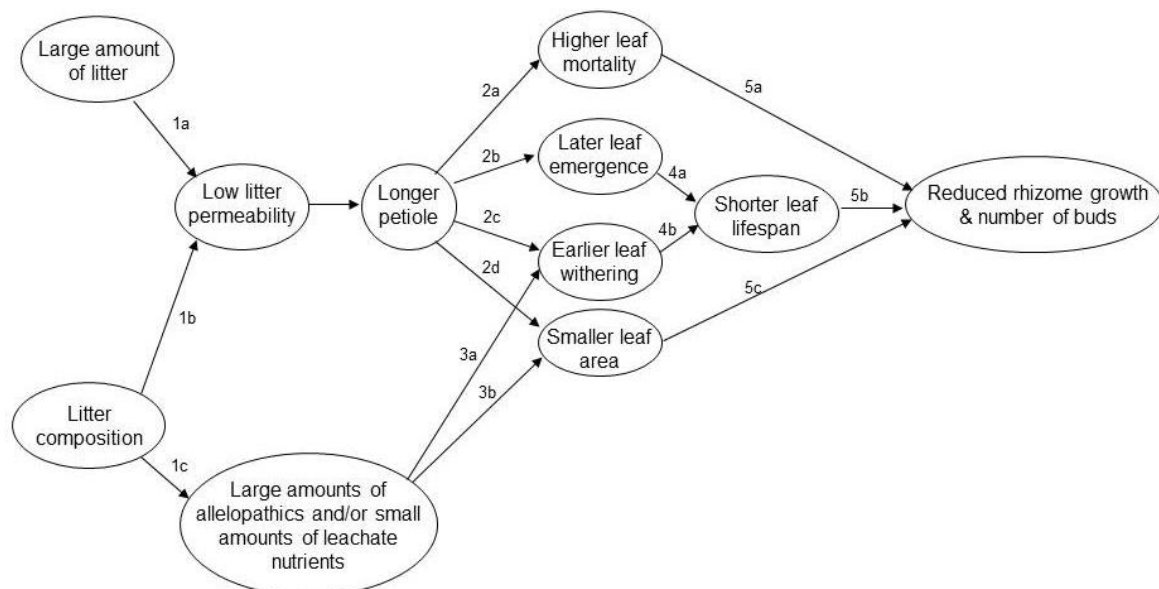 Large amount
of litter
1a
Low litter
permeability
1b
Litter
composition
1c
Large amounts of
allelopathics and/or small
amounts of leachate
nutrients
Longer
petiole
2a
2b
2c
2d
3a
3b
Higher leaf
mortality
Later leaf
emergence
Earlier leaf
withering
Smaller leaf
area
4a
4b
Shorter leaf
lifespan
5a
5b
5c
Reduced rhizome growth
& number of buds